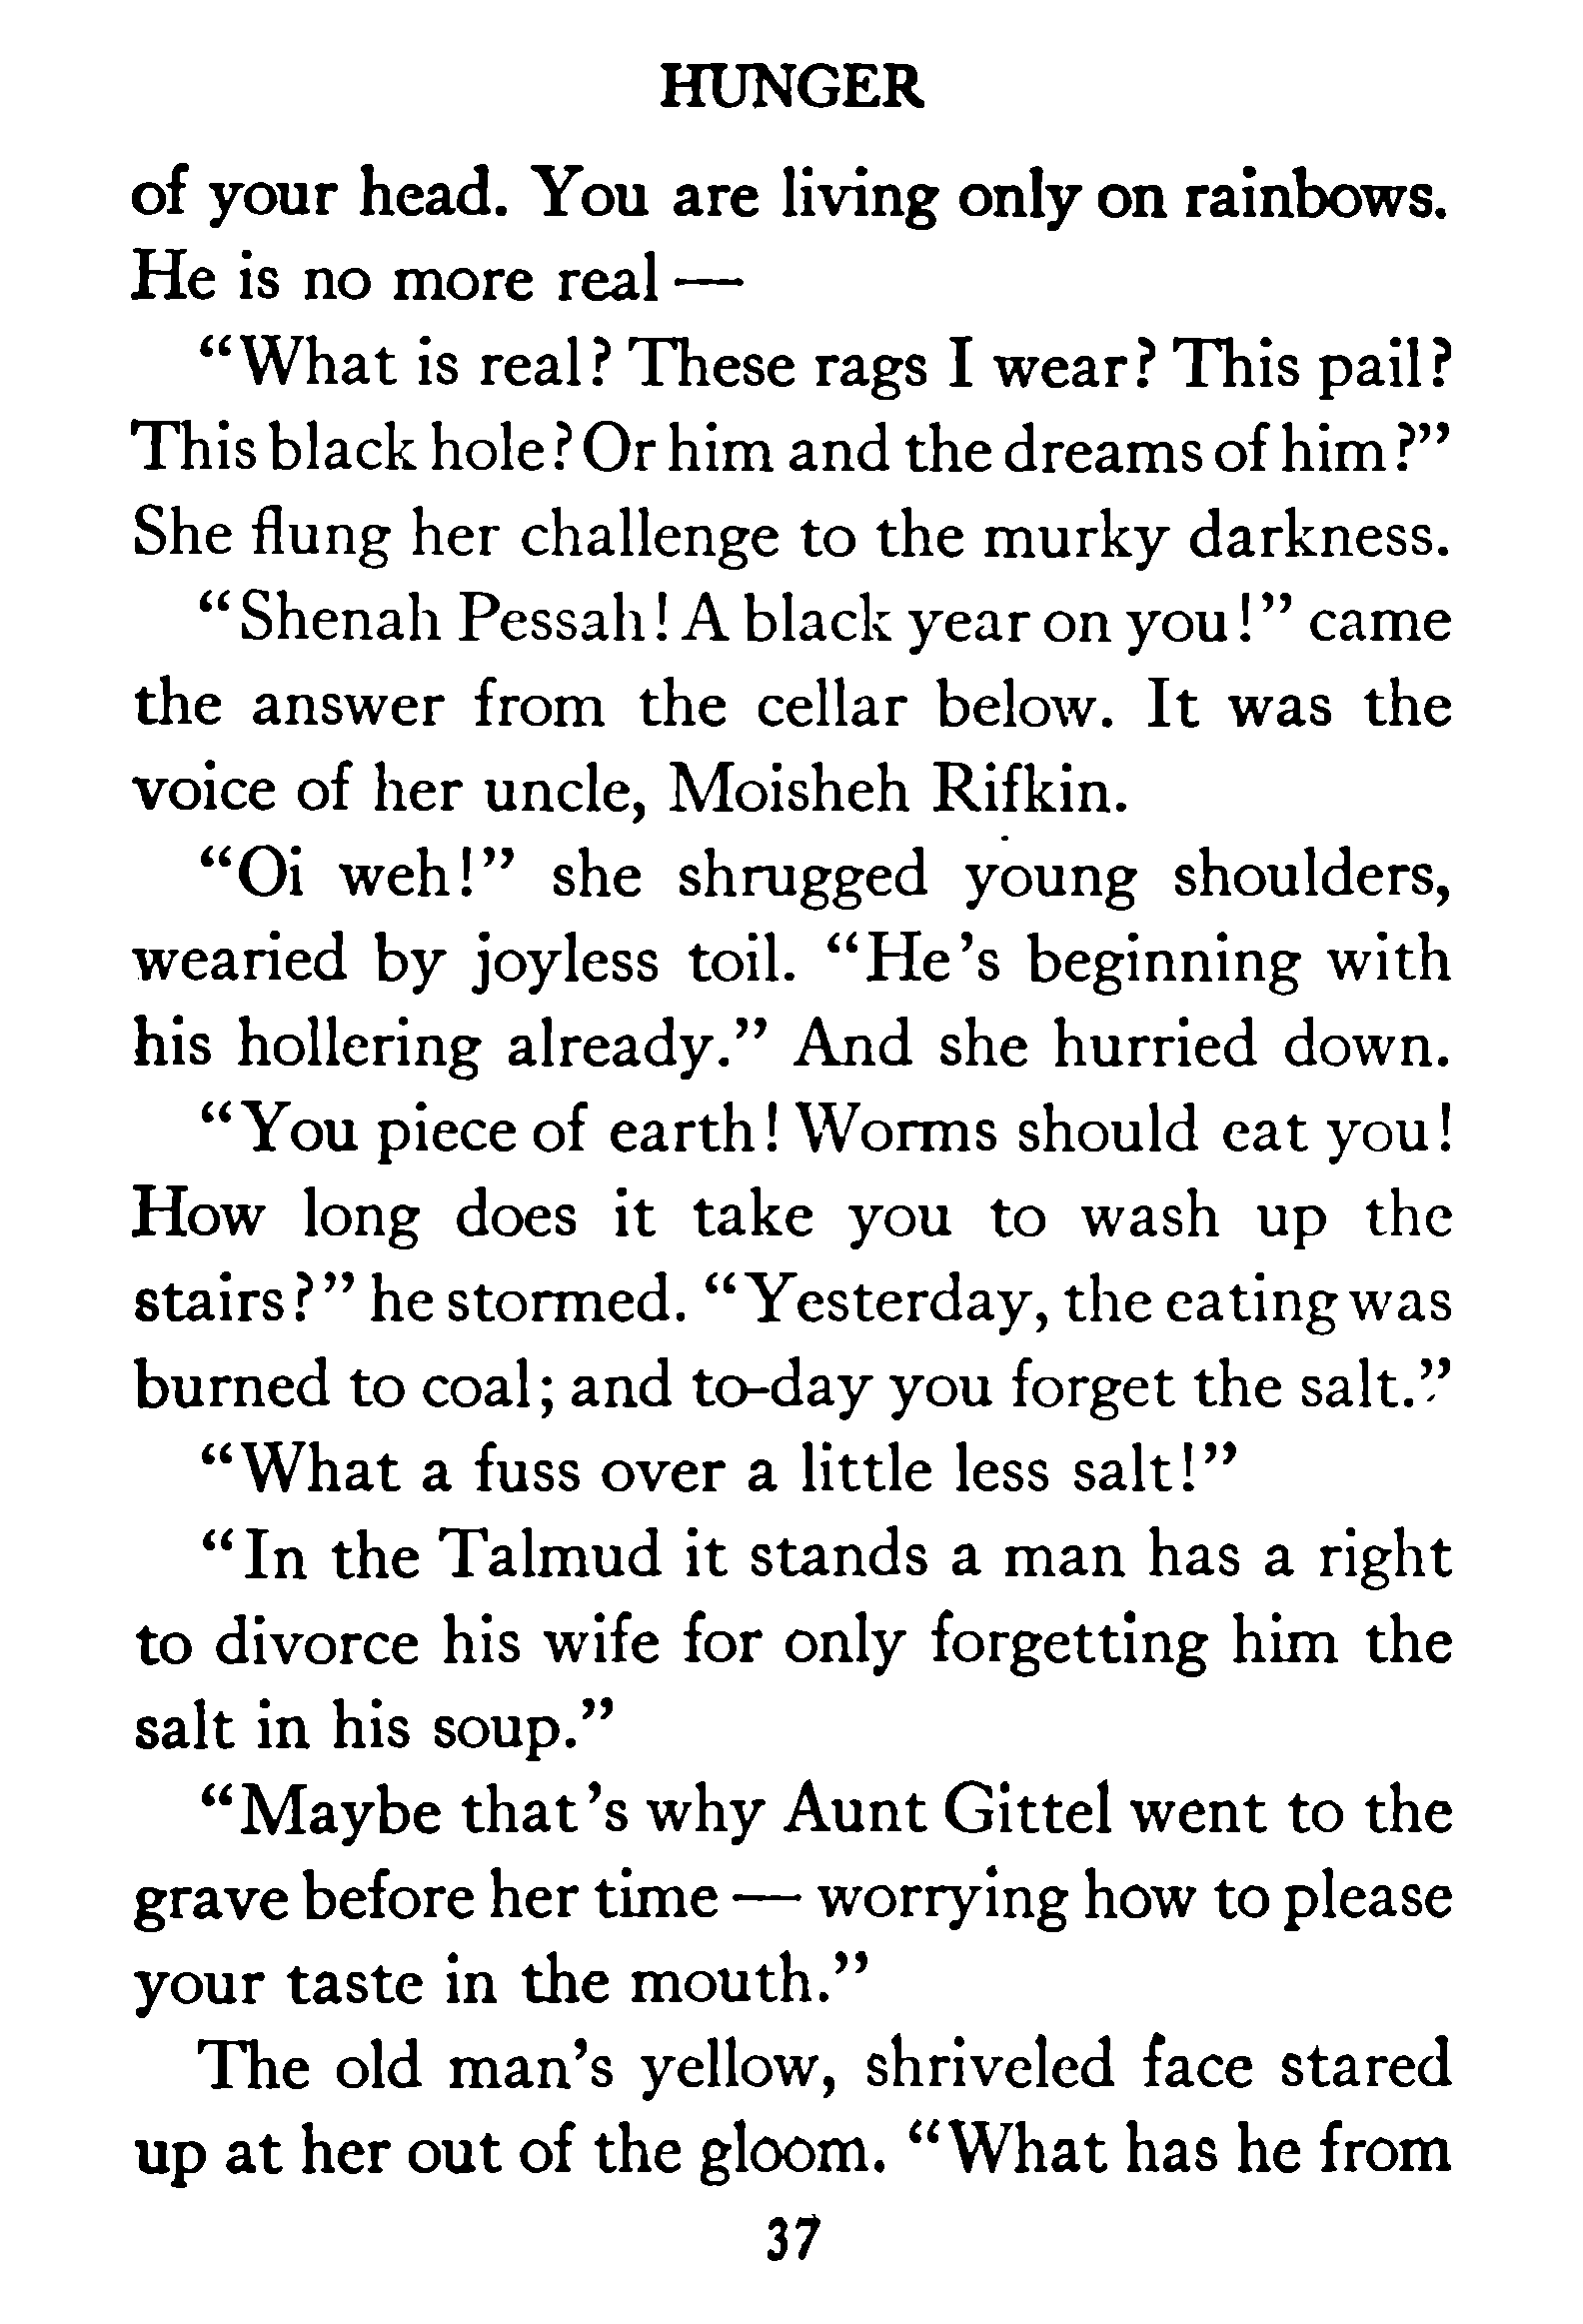 HUNGER
of your head. You are living only on rainbows.
He is no more real —
“What is real? These rags I wear? This pail?
This black hole? Or him and the dreams of him?”
She flung her challenge to the murky darkness.
“Shenah Pessah! A black year on you!” came
the answer from the cellar below. It was the
voice of her uncle, Moisheh Rifkin.
“Oi weh!” she shrugged young shoulders,
wearied by joyless toil. “He’s beginning with
his hollering already.” And she hurried down.
“You piece of earth! Worms should eat you!
How long does it take you to wash up the
stairs?” he stormed. “Yesterday, the eating was
burned to coal; and to-day you forget the salt.”
“What a fuss over a little less salt!”
“In the Talmud it stands a man has a right
to divorce his wife for only forgetting him the
salt in his soup.”
“Maybe that’s why Aunt Gittel went to the
grave before her time — worrying how to please
your taste in the mouth.”
The old man’s yellow, shriveled face stared
up at her out of the gloom. “What has he from
37